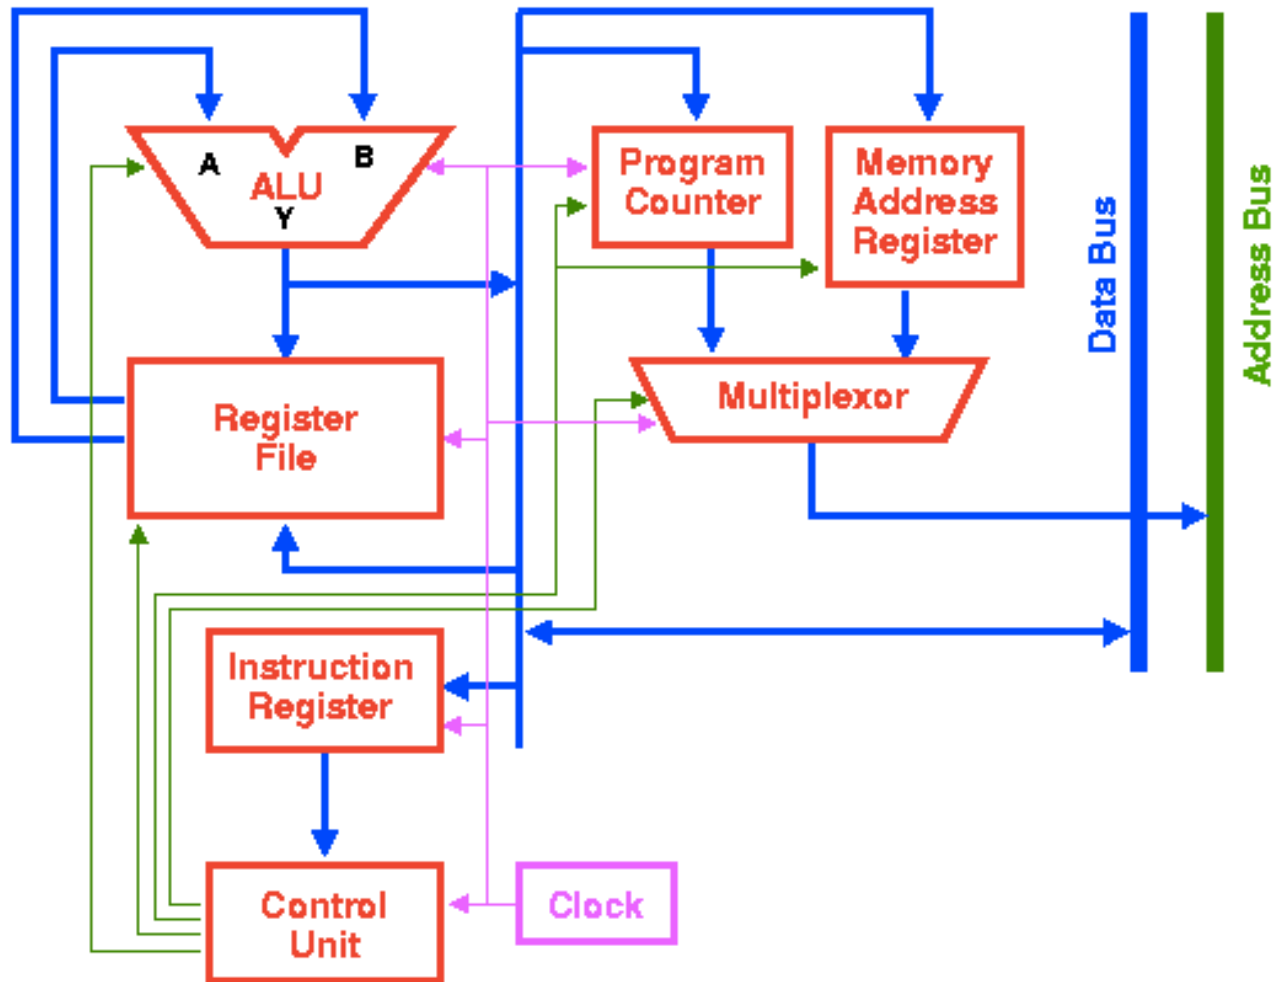 A
B
ALU
Y
Program
Counter
Memory
Address
Register
Data Bus
Address Bus
Multiplexor
Register
File
Instruction
Register
Control
Unit
Clock